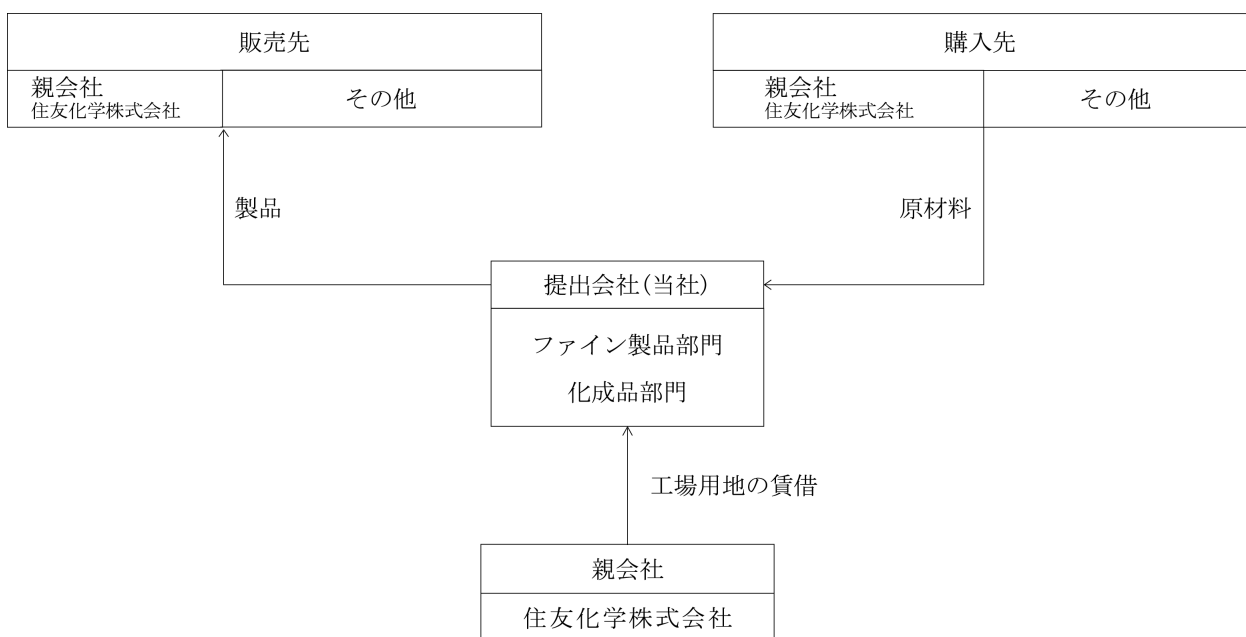 販売先
親会社
住友化学株式会社
その他
購入先
親会社
住友化学株式会社
その他
製品
原材料
提出会社(当社)
ファイン製品部門
化成品部門
工場用地の賃借
親会社
住友化学株式会社